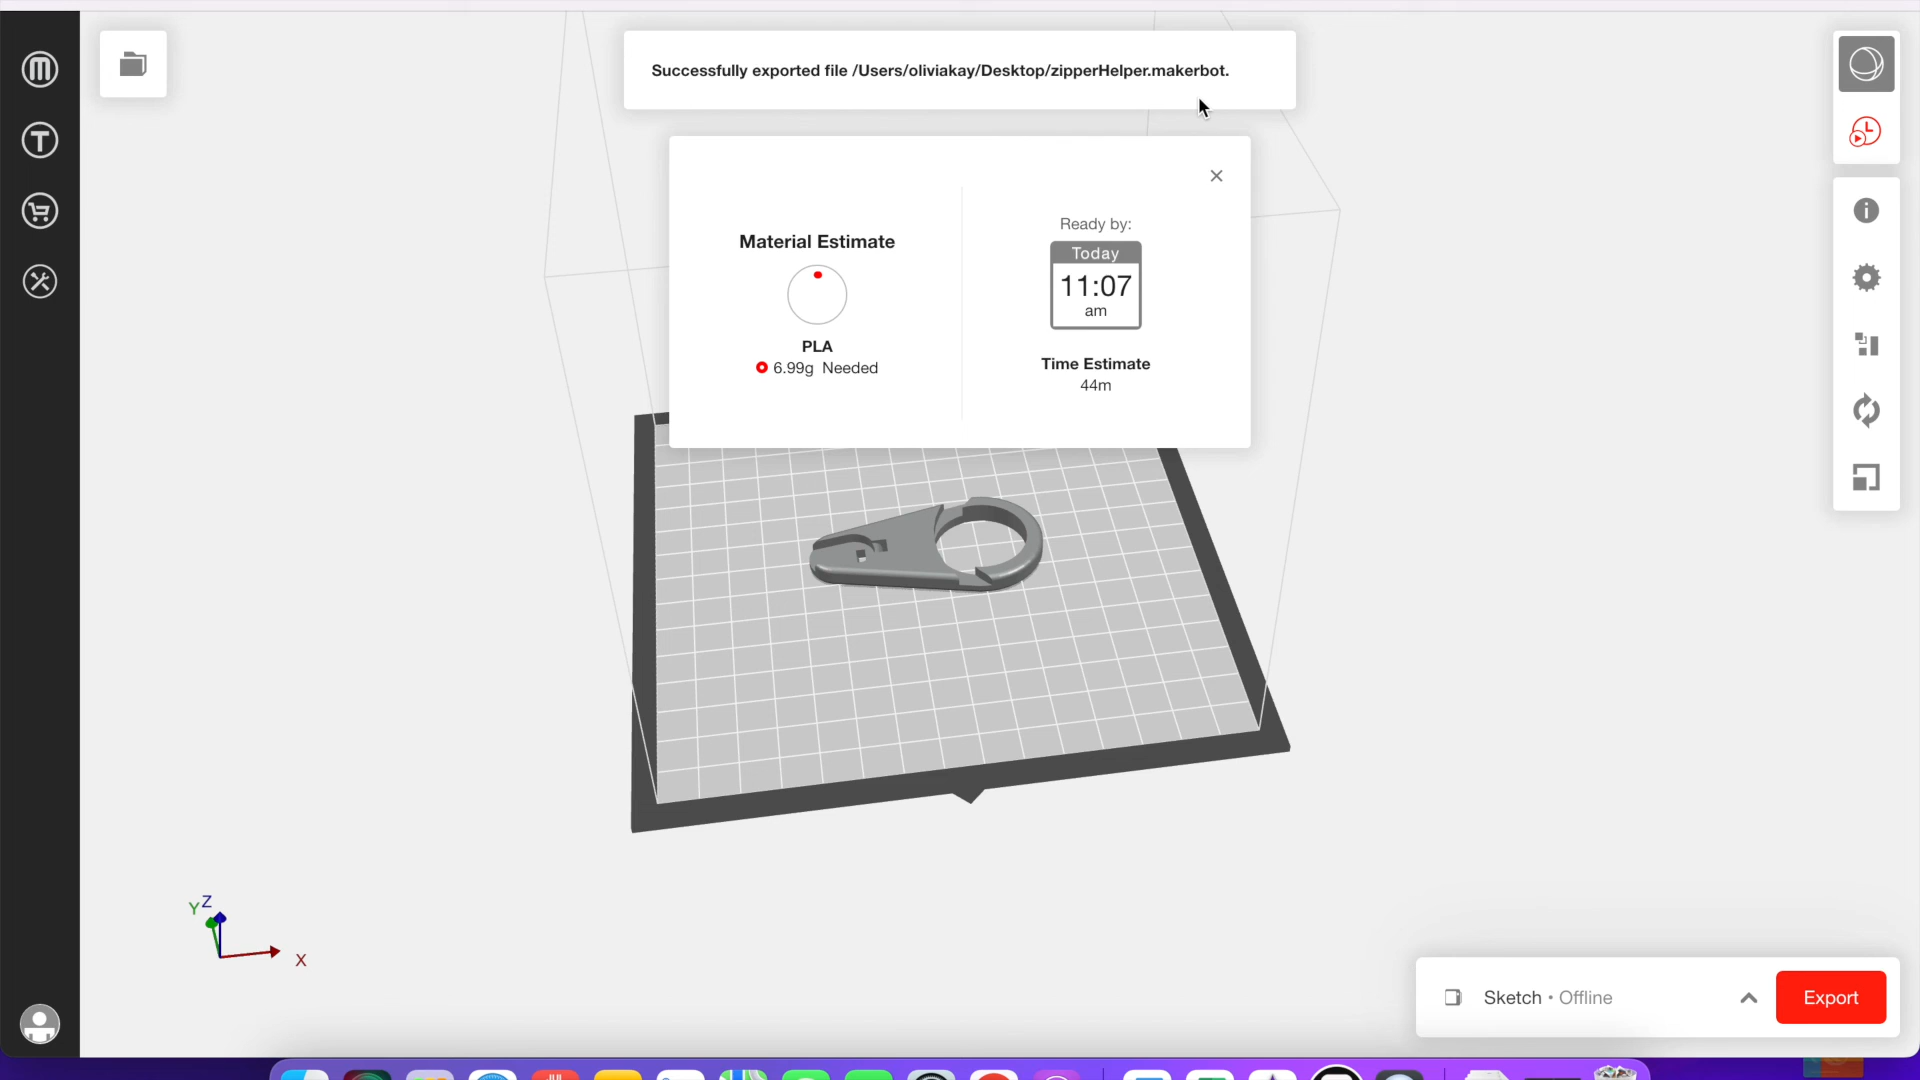 Successfully exported file /Users/oliviakay/Desktop/zipperHelper.makerbot.
Material Estimate
PLA
6.99g Needed
Ready by:
Today
11:07
am
Time Estimate
44m
Y Z
X
Sketch • Offline
Export